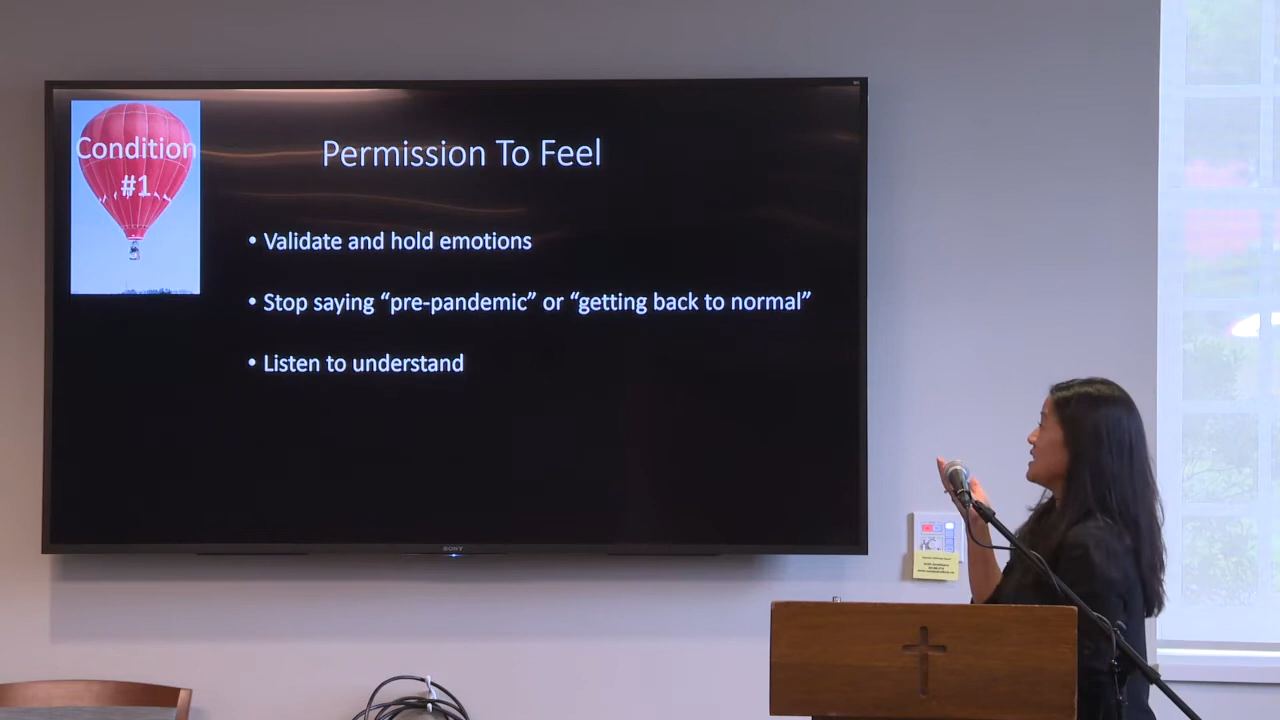 Condition
#1
Permission To Feel
• Validate and hold emotions
• Stop saying “pre-pandemic” or “getting back to normal”
• Listen to understand
SONY